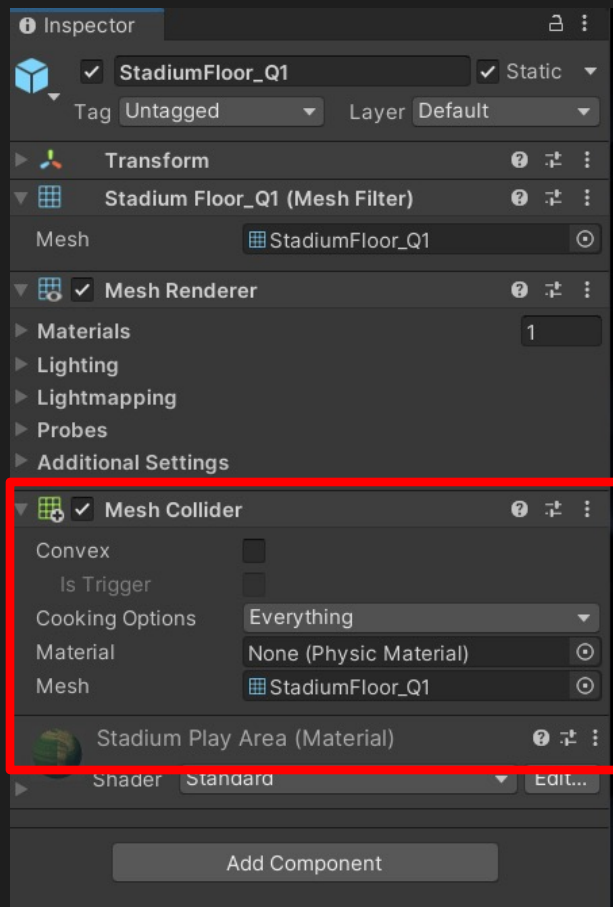 Inspector
StadiumFloor_Q1 Static
Tag Untagged Layer Default
Transform
Stadium Floor_Q1 (Mesh Filter)
Mesh StadiumFloor_Q1
Mesh Renderer
Materials 1
Lighting
Lightmapping
Probes
Additional Settings
Mesh Collider
Convex
Is Trigger
Cooking Options Everything
Material None (Physic Material)
Mesh StadiumFloor_Q1
Stadium Play Area (Material)
Shader Standard Edit...
Add Component